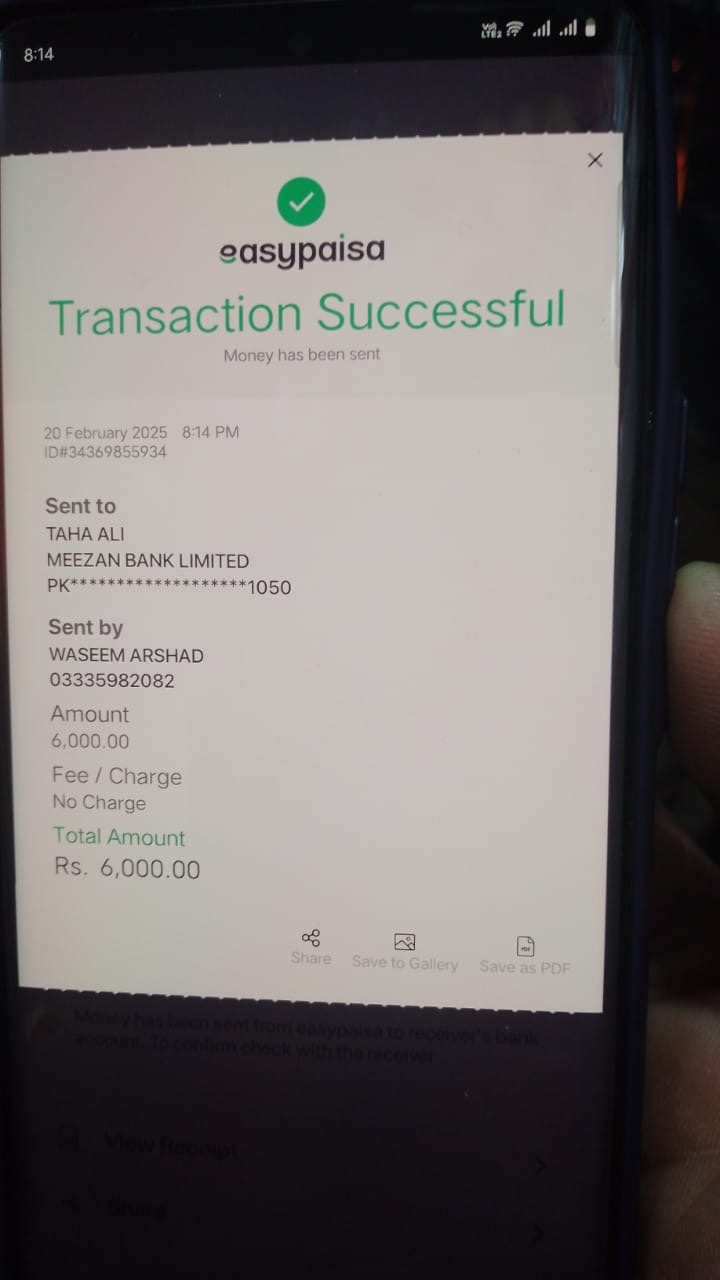 8:14
Vo) LTE2
easypaisa
Transaction Successful
Money has been sent
20 February 2025 8:14 PM
ID#34369855934
Sent to
TAHA ALI
MEEZAN BANK LIMITED
PK*******************1050
Sent by
WASEEM ARSHAD
03335982082
Amount
6,000.00
Fee / Charge
No Charge
Total Amount
Rs. 6,000.00
Share
Save to Gallery
PDF
Save as PDF
Money has been sent from easypaisa to receiver's bank
account. To confirm check with the receiver
View Receipt
Share